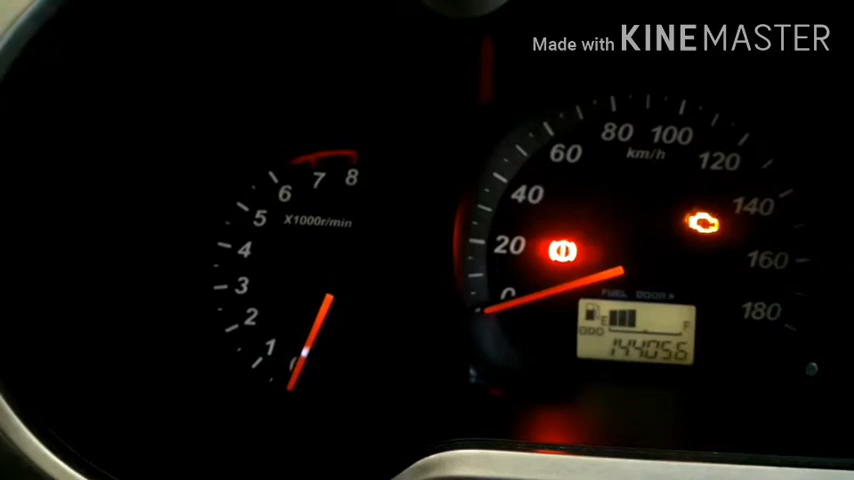 Made with KINEMASTER
80 100
60 km/h 120
8
7
6 40 140
5 X1000r/min
4 20 160
3 0 FUEL DOOR
E F 180
2 ODO
1 144056
0